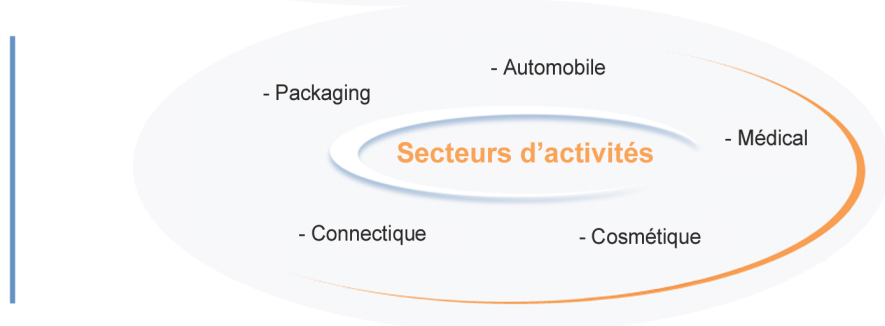 - Automobile
- Packaging
- Médical
Secteurs d’activités
- Connectique
- Cosmétique